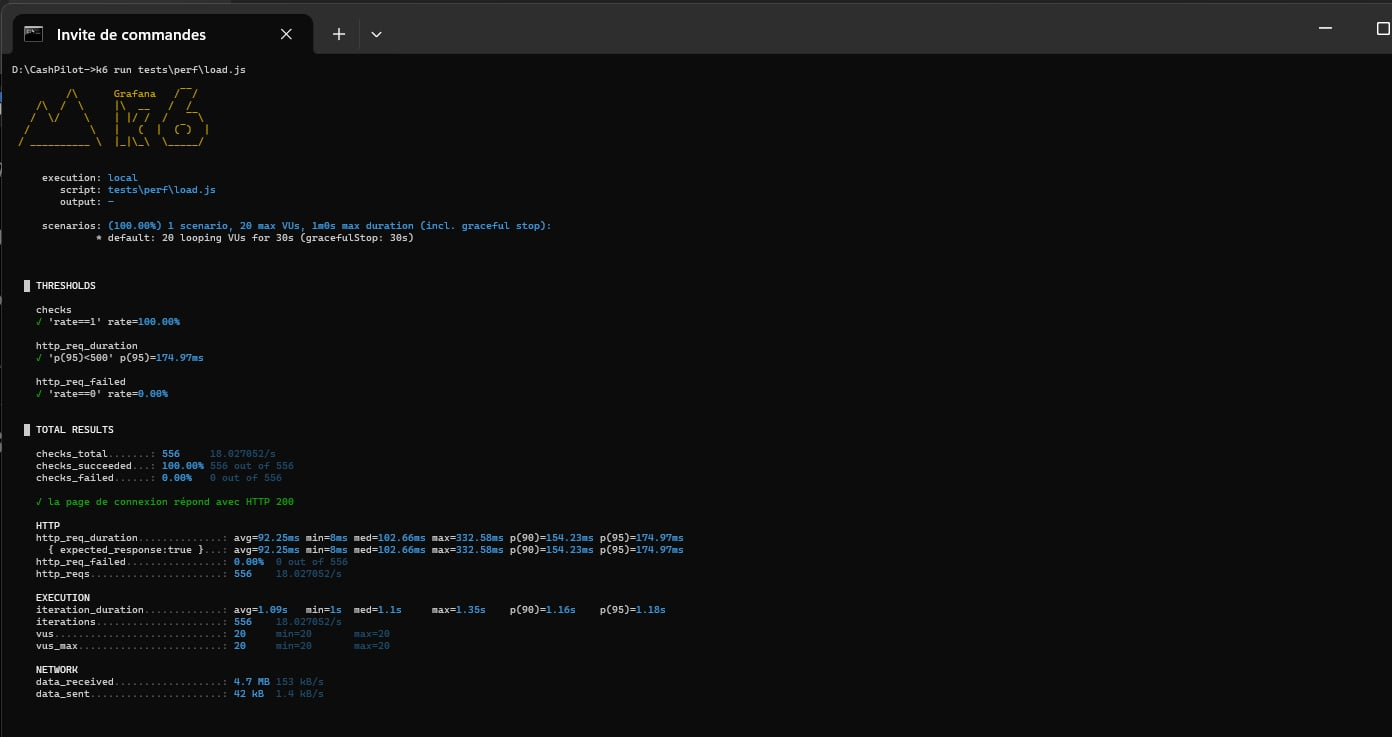 Invite de commandes
D:\CashPilot->k6 run tests\perf\load.js
Grafana
execution: local
script: tests\perf\load.js
output: -
scenarios: (100.00%) 1 scenario, 20 max VUs, 1m0s max duration (incl. graceful stop):
* default: 20 looping VUs for 30s (gracefulStop: 30s)
█ THRESHOLDS
checks
✓ 'rate==1' rate=100.00%
http_req_duration
✓ 'p(95)<500' p(95)=174.97ms
http_req_failed
✓ 'rate==0' rate=0.00%
█ TOTAL RESULTS
checks_total.......: 556 18.027052/s
checks_succeeded...: 100.00% 556 out of 556
checks_failed......: 0.00% 0 out of 556
✓ la page de connexion répond avec HTTP 200
HTTP
http_req_duration..............: avg=92.25ms min=8ms med=102.66ms max=332.58ms p(90)=154.23ms p(95)=174.97ms
{ expected_response:true }...: avg=92.25ms min=8ms med=102.66ms max=332.58ms p(90)=154.23ms p(95)=174.97ms
http_req_failed................: 0.00% 0 out of 556
http_reqs......................: 556 18.027052/s
EXECUTION
iteration_duration.............: avg=1.09s min=1s med=1.1s max=1.35s p(90)=1.16s p(95)=1.18s
iterations.....................: 556 18.027052/s
vus............................: 20 min=20 max=20
vus_max........................: 20 min=20 max=20
NETWORK
data_received..................: 4.7 MB 153 kB/s
data_sent......................: 42 kB 1.4 kB/s